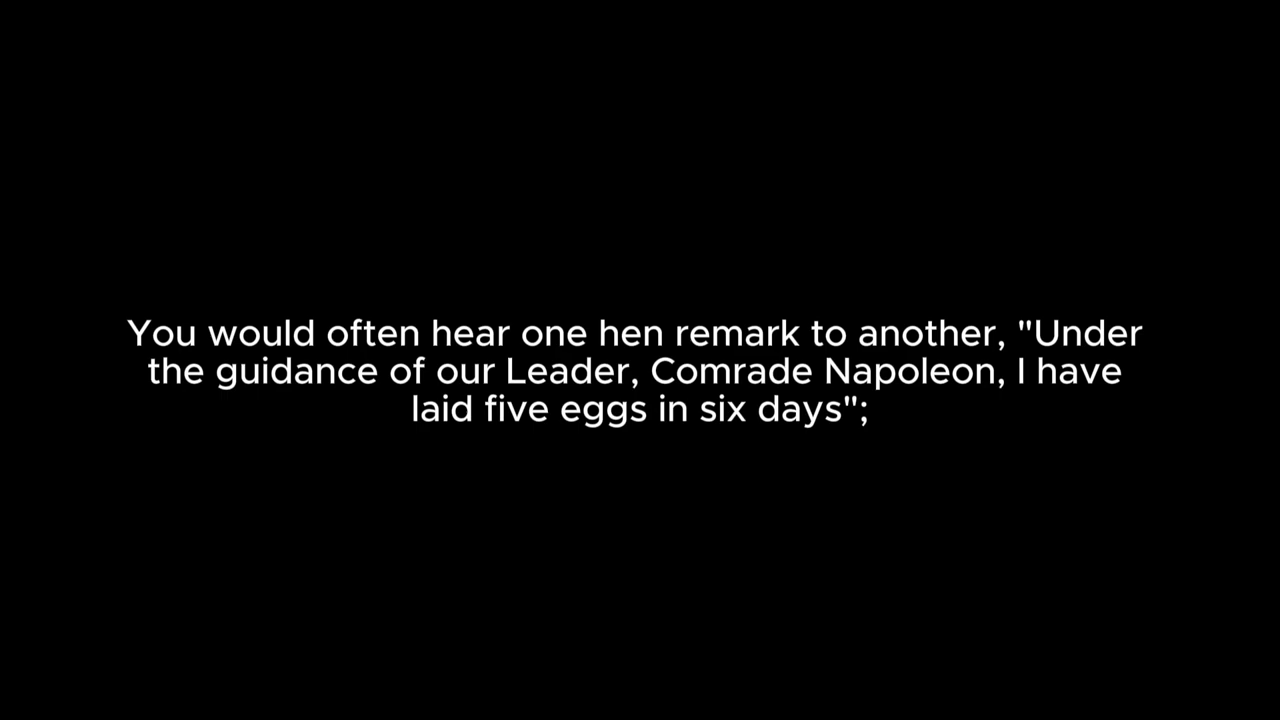 You would often hear one hen remark to another, "Under
the guidance of our Leader, Comrade Napoleon, I have
laid five eggs in six days";